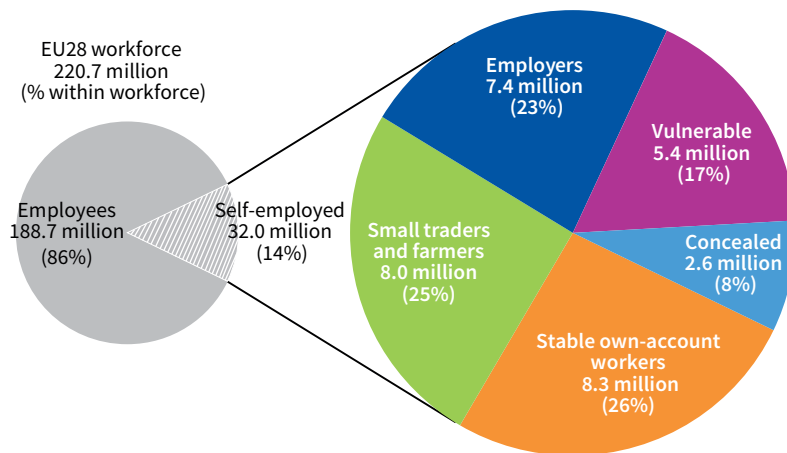 EU28 workforce
220.7 million
(% within workforce)
Employees
188.7 million
(86%)
Self-employed
32.0 million
(14%)
Employers
7.4 million
(23%)
Vulnerable
5.4 million
(17%)
Concealed
2.6 million
(8%)
Stable own-account
workers
8.3 million
(26%)
Small traders
and farmers
8.0 million
(25%)